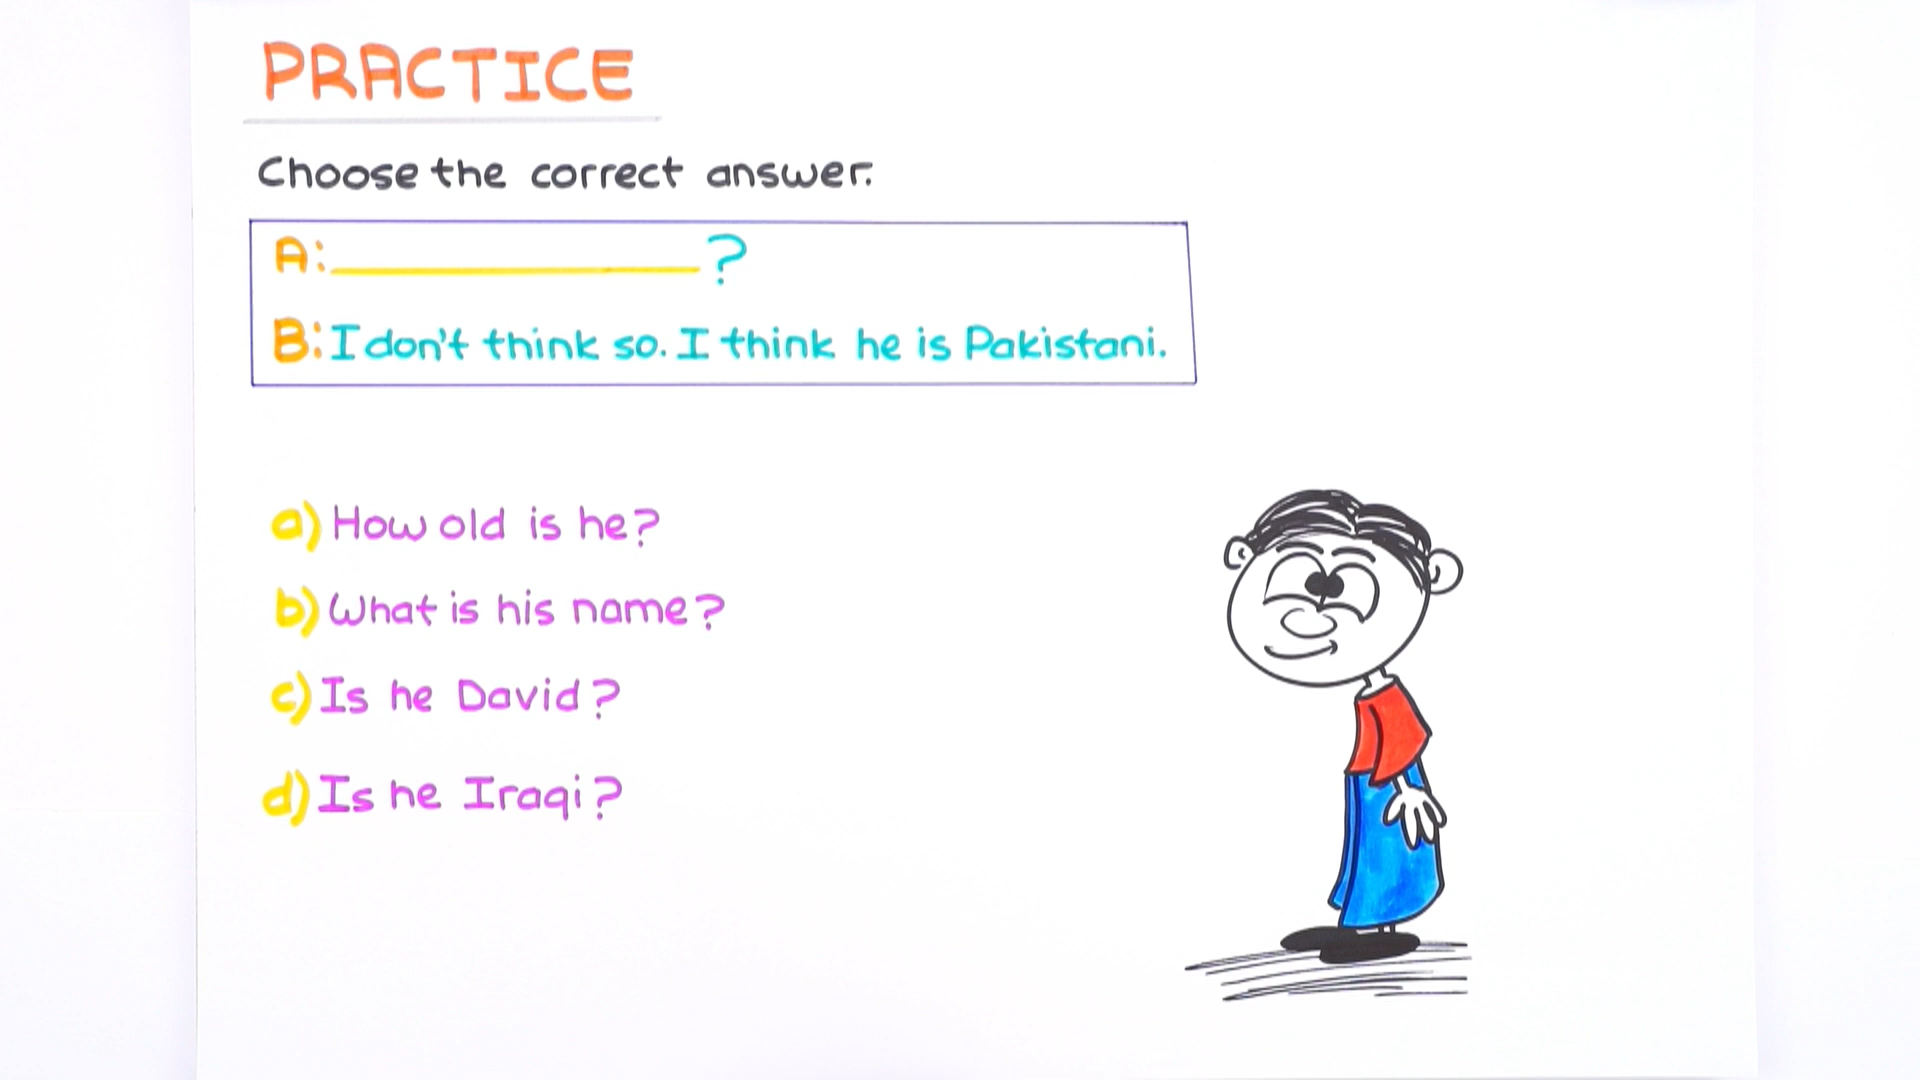 PRACTICE
Choose the correct answer.
A: ____________?
B: I don't think so. I think he is Pakistani.
a) How old is he?
b) What is his name?
c) Is he David?
d) Is he Iraqi?